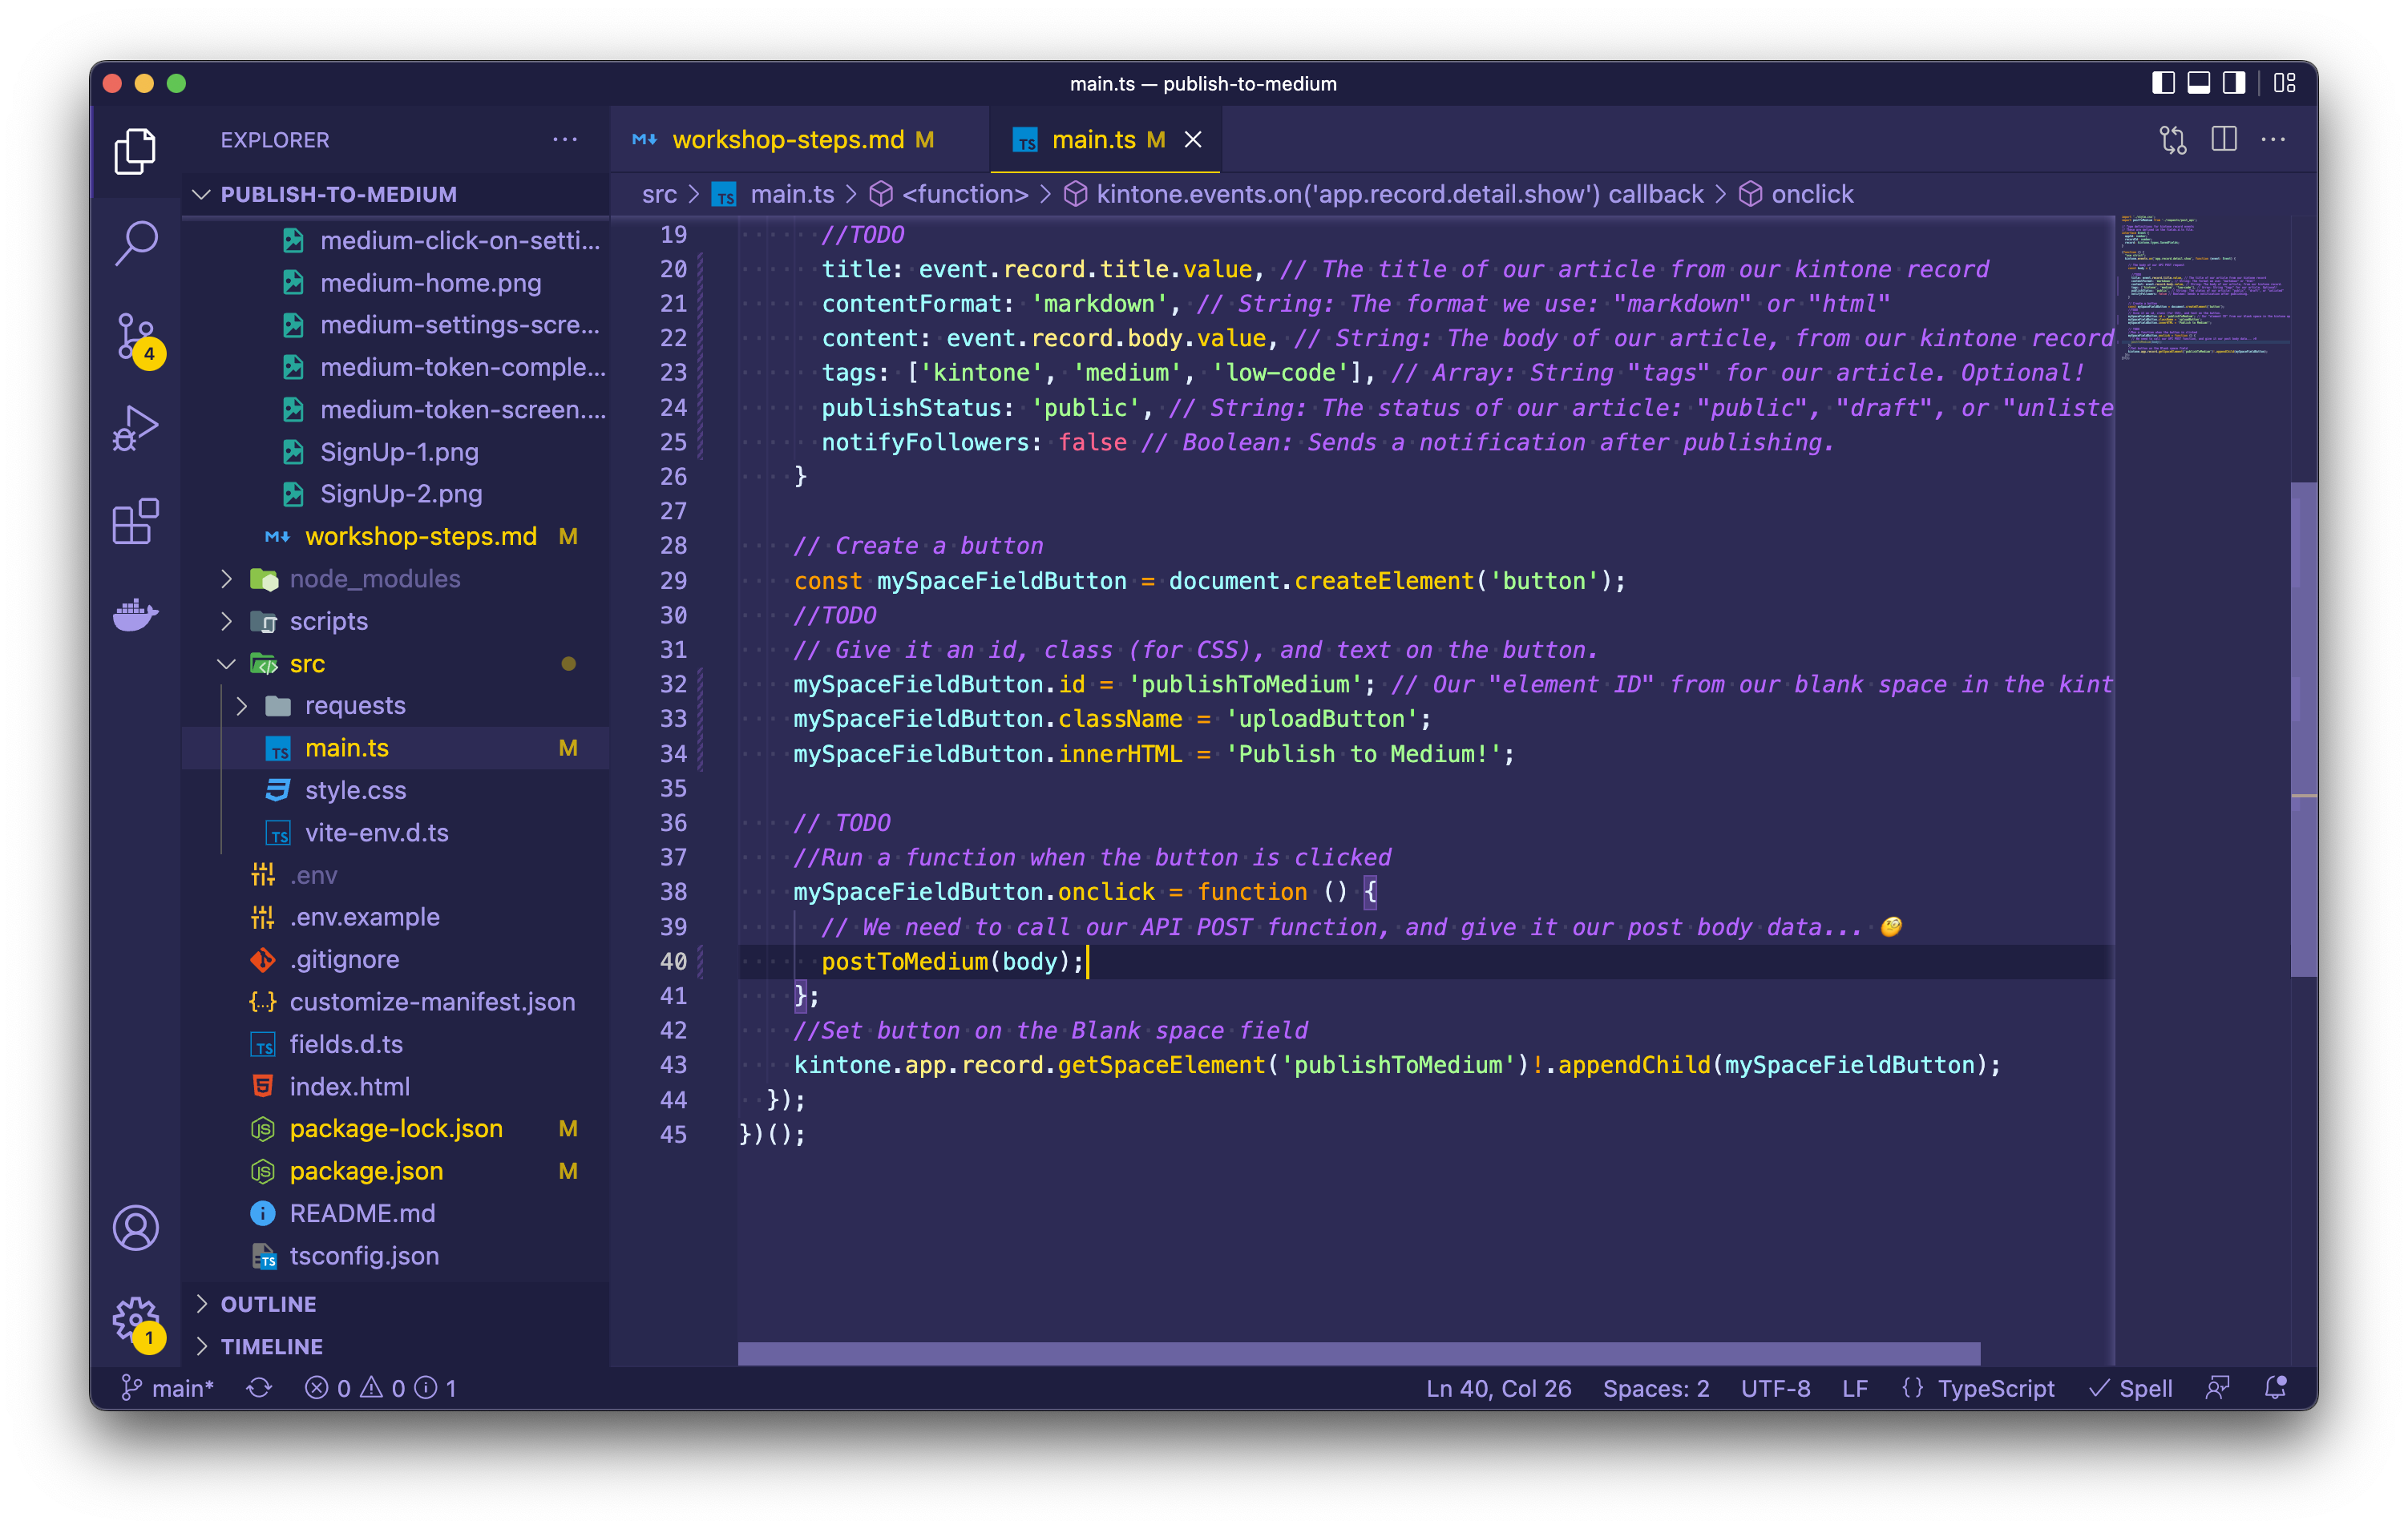 main.ts — publish-to-medium
EXPLORER
workshop-steps.md M
main.ts M
PUBLISH-TO-MEDIUM
src > main.ts > <function> > kintone.events.on('app.record.detail.show') callback > onclick
medium-click-on-setti...
medium-home.png
medium-settings-scre...
medium-token-comple...
medium-token-screen....
SignUp-1.png
SignUp-2.png
workshop-steps.md M
node_modules
scripts
src
requests
main.ts M
style.css
vite-env.d.ts
.env
.env.example
.gitignore
customize-manifest.json
fields.d.ts
index.html
package-lock.json M
package.json M
README.md
tsconfig.json
OUTLINE
TIMELINE
4
1
19 //TODO
20 title: event.record.title.value, // The title of our article from our kintone record
21 contentFormat: 'markdown', // String: The format we use: "markdown" or "html"
22 content: event.record.body.value, // String: The body of our article, from our kintone record
23 tags: ['kintone', 'medium', 'low-code'], // Array: String "tags" for our article. Optional!
24 publishStatus: 'public', // String: The status of our article: "public", "draft", or "unliste
25 notifyFollowers: false // Boolean: Sends a notification after publishing.
26 }
27
28 // Create a button
29 const mySpaceFieldButton = document.createElement('button');
30 //TODO
31 // Give it an id, class (for CSS), and text on the button.
32 mySpaceFieldButton.id = 'publishToMedium'; // Our "element ID" from our blank space in the kint
33 mySpaceFieldButton.className = 'uploadButton';
34 mySpaceFieldButton.innerHTML = 'Publish to Medium!';
35
36 // TODO
37 //Run a function when the button is clicked
38 mySpaceFieldButton.onclick = function () {
39 // We need to call our API POST function, and give it our post body data... 🧐
40 postToMedium(body);
41 };
42 //Set button on the Blank space field
43 kintone.app.record.getSpaceElement('publishToMedium')!.appendChild(mySpaceFieldButton);
44 });
45 })();
main* 0 0 1
Ln 40, Col 26 Spaces: 2 UTF-8 LF {} TypeScript Spell